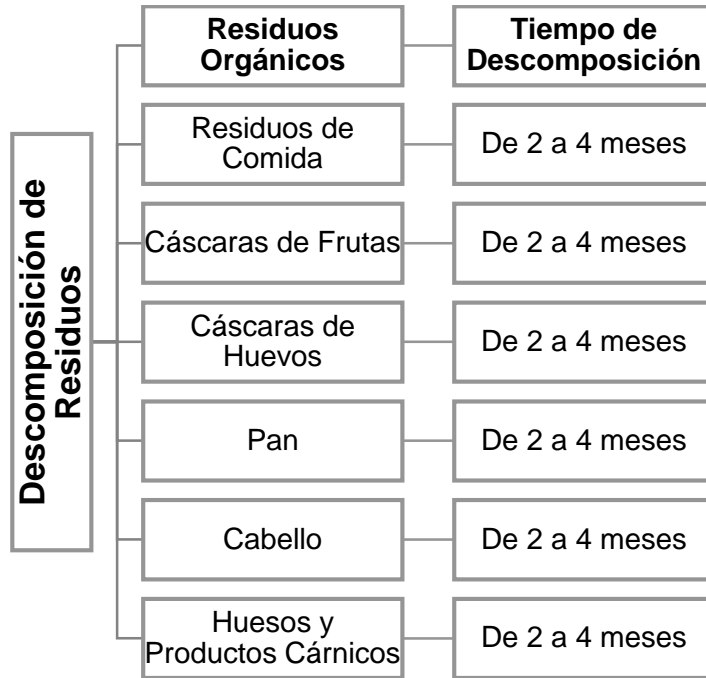 Descomposición de
Residuos
Residuos
Orgánicos
Tiempo de
Descomposición
Residuos de
Comida
De 2 a 4 meses
Cáscaras de Frutas
De 2 a 4 meses
Cáscaras de
Huevos
De 2 a 4 meses
Pan
De 2 a 4 meses
Cabello
De 2 a 4 meses
Huesos y
Productos Cárnicos
De 2 a 4 meses